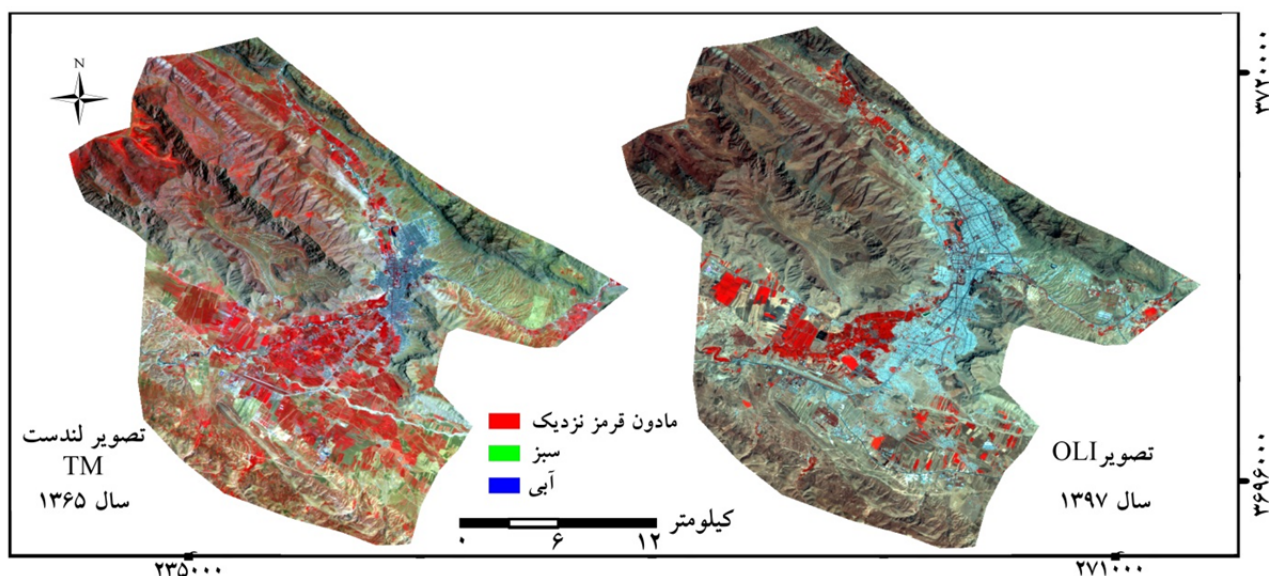 N
۳۷۲۰۰۰۰
تصویر لندست
TM
سال ۱۳۶۵
مادون قرمز نزدیک
سبز
آبی
تصویر OLI
سال ۱۳۹۷
۳۶۹۶۰۰۰
کیلومتر
۰ ۶ ۱۲
۲۳۵۰۰۰
۲۷۱۰۰۰